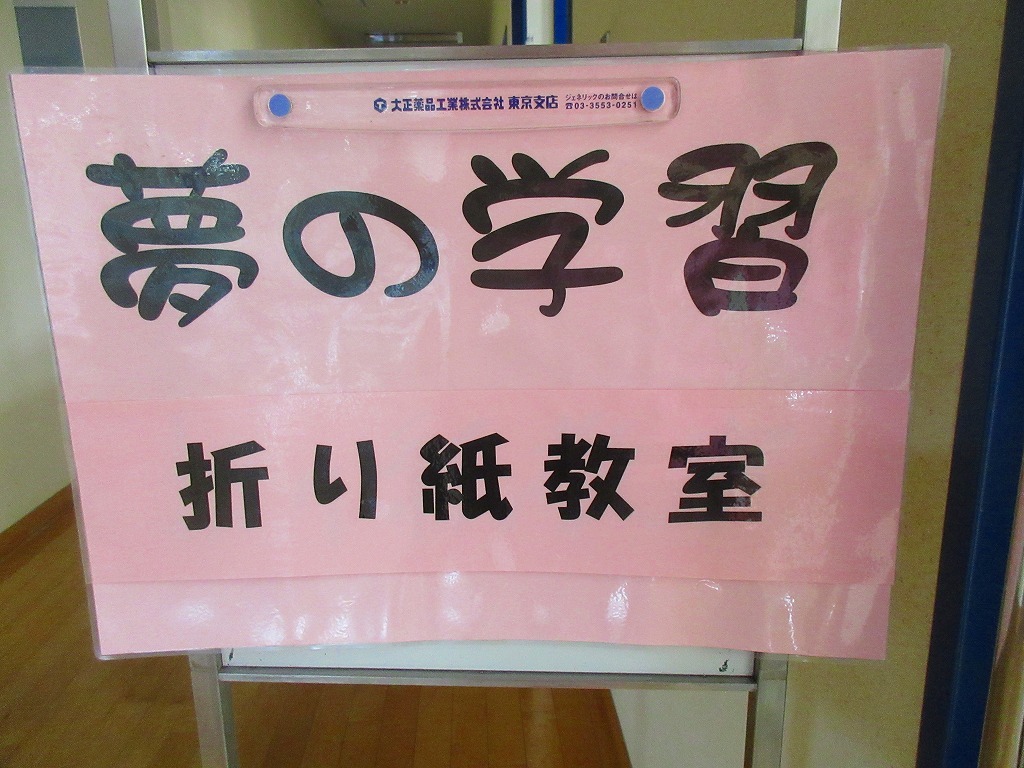 大正薬品工業株式会社 東京支店
ジェネリックのお問合せは
☎03-3553-0251
夢の学習
折り紙教室